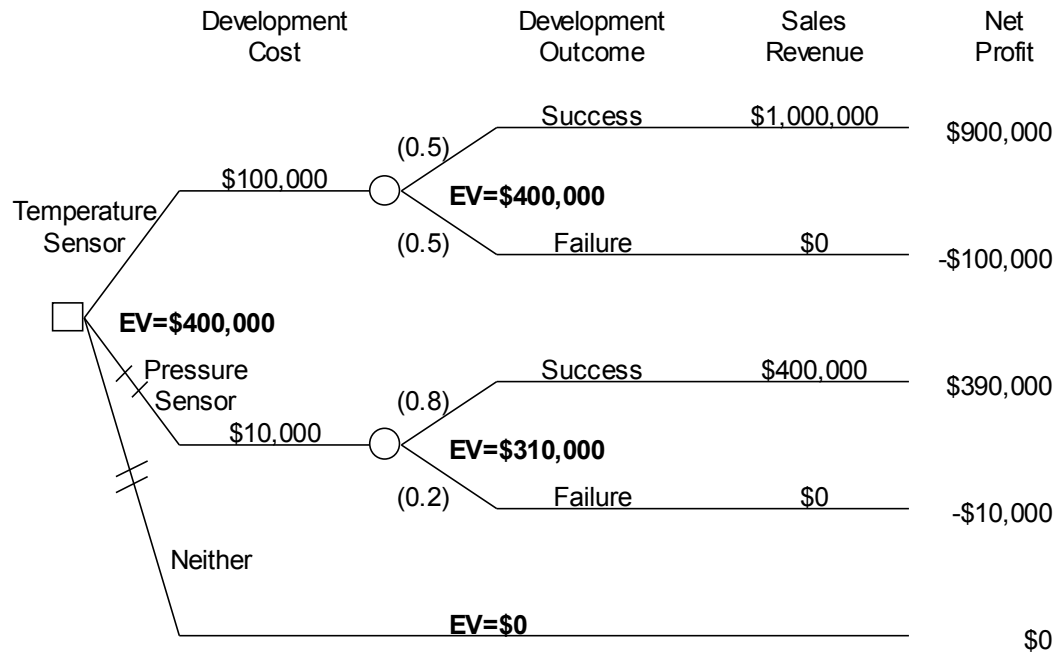 Development Cost
Development Outcome
Sales Revenue
Net Profit
Success
$1,000,000
$900,000
(0.5)
$100,000
EV=$400,000
Temperature Sensor
(0.5)
Failure
$0
-$100,000
EV=$400,000
Pressure Sensor
Success
$400,000
$390,000
(0.8)
$10,000
EV=$310,000
(0.2)
Failure
$0
-$10,000
Neither
EV=$0
$0